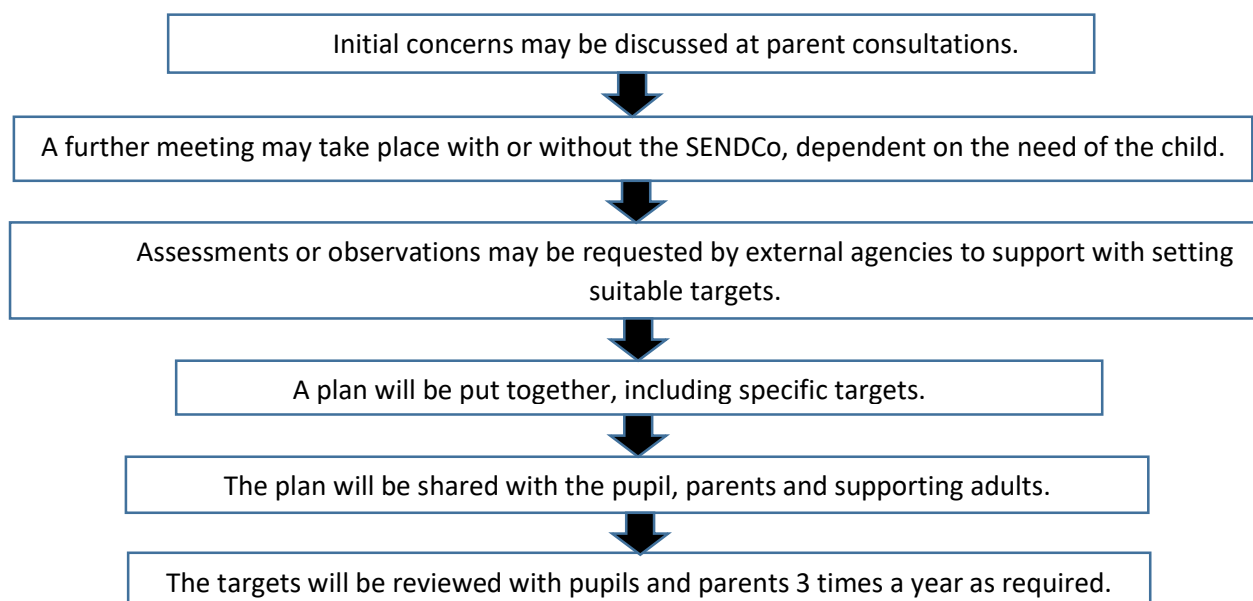 Initial concerns may be discussed at parent consultations.
A further meeting may take place with or without the SENDCo, dependent on the need of the child.
Assessments or observations may be requested by external agencies to support with setting
suitable targets.
A plan will be put together, including specific targets.
The plan will be shared with the pupil, parents and supporting adults.
The targets will be reviewed with pupils and parents 3 times a year as required.